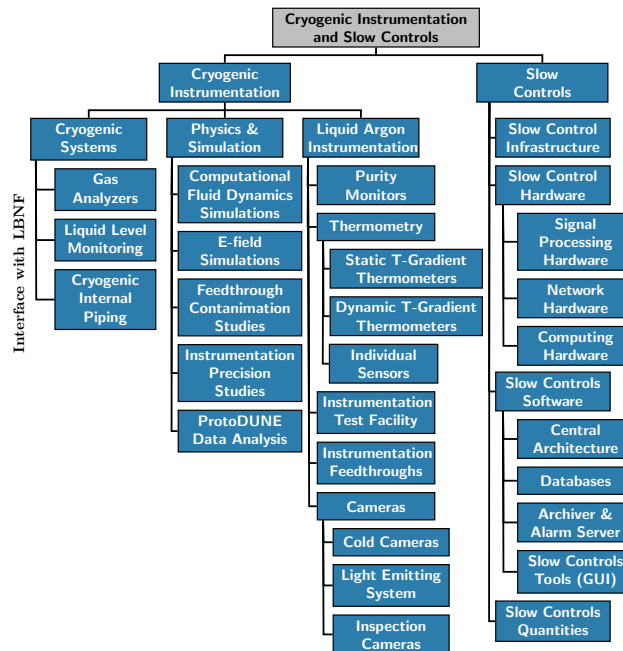 Cryogenic Instrumentation
and Slow Controls
Cryogenic
Instrumentation
Slow
Controls
Cryogenic
Systems
Physics &
Simulation
Liquid Argon
Instrumentation
Interface with LBNF
Gas
Analyzers
Liquid Level
Monitoring
Cryogenic
Internal
Piping
Computational
Fluid Dynamics
Simulations
E-field
Simulations
Feedthrough
Contanimation
Studies
Instrumentation
Precision
Studies
ProtoDUNE
Data Analysis
Purity
Monitors
Thermometry
Static T-Gradient
Thermometers
Dynamic T-Gradient
Thermometers
Individual
Sensors
Instrumentation
Test Facility
Instrumentation
Feedthroughs
Cameras
Cold Cameras
Light Emitting
System
Inspection
Cameras
Slow Control
Infrastructure
Slow Control
Hardware
Signal
Processing
Hardware
Network
Hardware
Computing
Hardware
Slow Controls
Software
Central
Architecture
Databases
Archiver &
Alarm Server
Slow Controls
Tools (GUI)
Slow Controls
Quantities